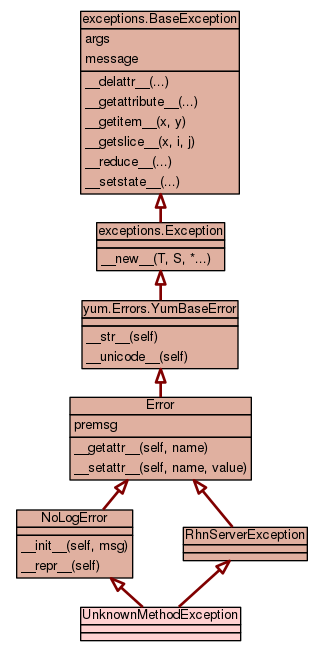 exceptions.BaseException
args
message
__delattr__(...)
__getattribute__(...)
__getitem__(x, y)
__getslice__(x, i, j)
__reduce__(...)
__setstate__(...)
exceptions.Exception
__new__(T, S, *...)
yum.Errors.YumBaseError
__str__(self)
__unicode__(self)
Error
premsg
__getattr__(self, name)
__setattr__(self, name, value)
NoLogError
__init__(self, msg)
__repr__(self)
RhnServerException
UnknownMethodException